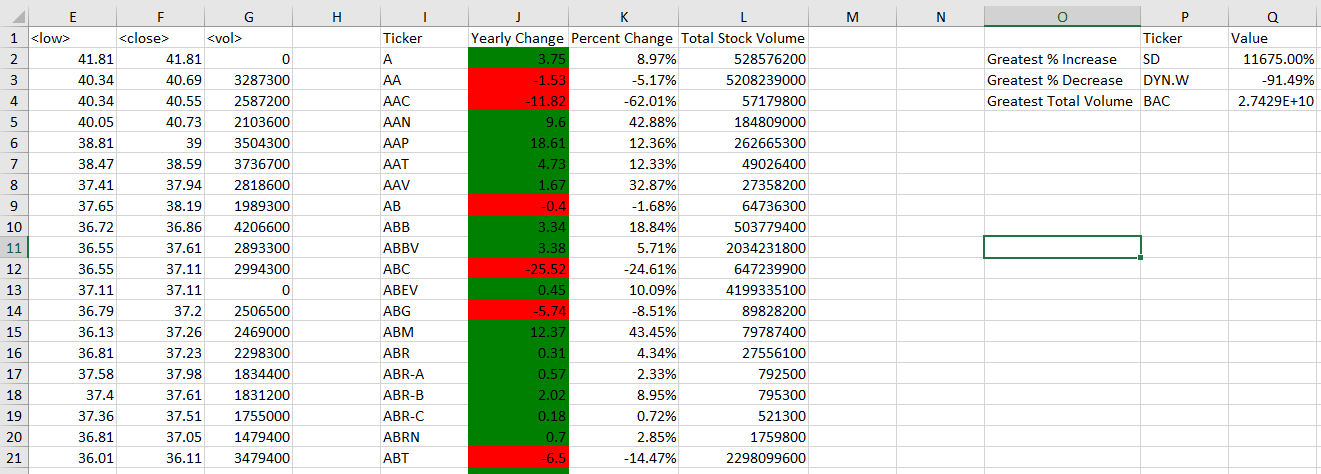 E F G H I J K L M N O P Q
1 <low> <close> <vol> Ticker Yearly Change Percent Change Total Stock Volume Ticker Value
2 41.81 41.81 0 A 3.75 8.97% 528576200 Greatest % Increase SD 11675.00%
3 40.34 40.69 3287300 AA -1.53 -5.17% 5208239000 Greatest % Decrease DYN.W -91.49%
4 40.34 40.55 2587200 AAC -11.82 -62.01% 57179800 Greatest Total Volume BAC 2.7429E+10
5 40.05 40.73 2103600 AAN 9.6 42.88% 184809000
6 38.81 39 3504300 AAP 18.61 12.36% 262665300
7 38.47 38.59 3736700 AAT 4.73 12.33% 49026400
8 37.41 37.94 2818600 AAV 1.67 32.87% 27358200
9 37.65 38.19 1989300 AB -0.4 -1.68% 64736300
10 36.72 36.86 4206600 ABB 3.34 18.84% 503779400
11 36.55 37.61 2893300 ABBV 3.38 5.71% 2034231800
12 36.55 37.11 2994300 ABC -25.52 -24.61% 647239900
13 37.11 37.11 0 ABEV 0.45 10.09% 4199335100
14 36.79 37.2 2506500 ABG -5.74 -8.51% 89828200
15 36.13 37.26 2469000 ABM 12.37 43.45% 79787400
16 36.81 37.23 2298300 ABR 0.31 4.34% 27556100
17 37.58 37.98 1834400 ABR-A 0.57 2.33% 792500
18 37.4 37.61 1831200 ABR-B 2.02 8.95% 795300
19 37.36 37.51 1755000 ABR-C 0.18 0.72% 521300
20 36.81 37.05 1479400 ABRN 0.7 2.85% 1759800
21 36.01 36.11 3479400 ABT -6.5 -14.47% 2298099600